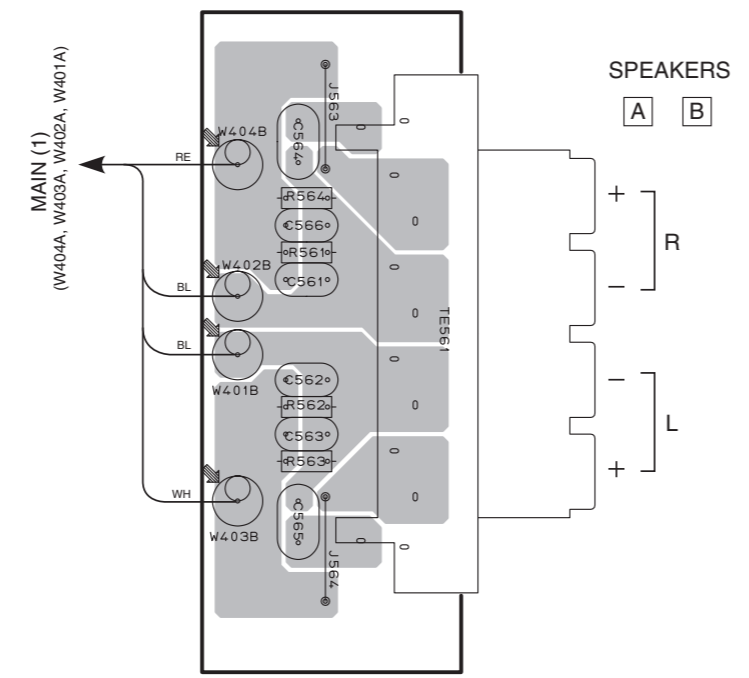 MAIN (1)
(W404A, W403A, W402A, W401A)
RE
BL
BL
WH
W404B
W402B
W401B
W403B
J563
C564
R564
C566
R561
C561
C562
R562
C563
R563
C565
J564
TE561
SPEAKERS
A B
+
R
−
−
L
+